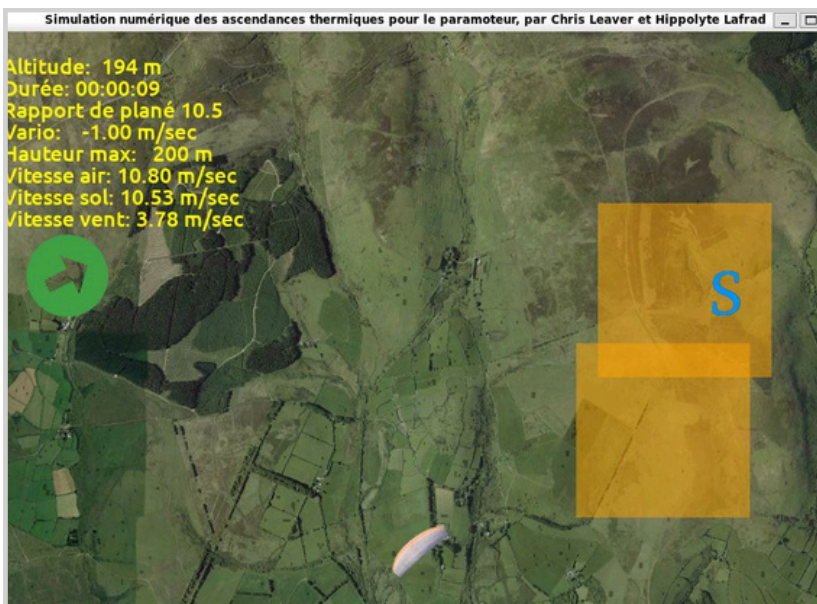 Simulation numérique des ascendances thermiques pour le paramoteur, par Chris Leaver et Hippolyte Lafrad
Altitude: 194 m
Durée: 00:00:09
Rapport de plané 10.5
Vario: -1.00 m/sec
Hauteur max: 200 m
Vitesse air: 10.80 m/sec
Vitesse sol: 10.53 m/sec
Vitesse vent: 3.78 m/sec
S